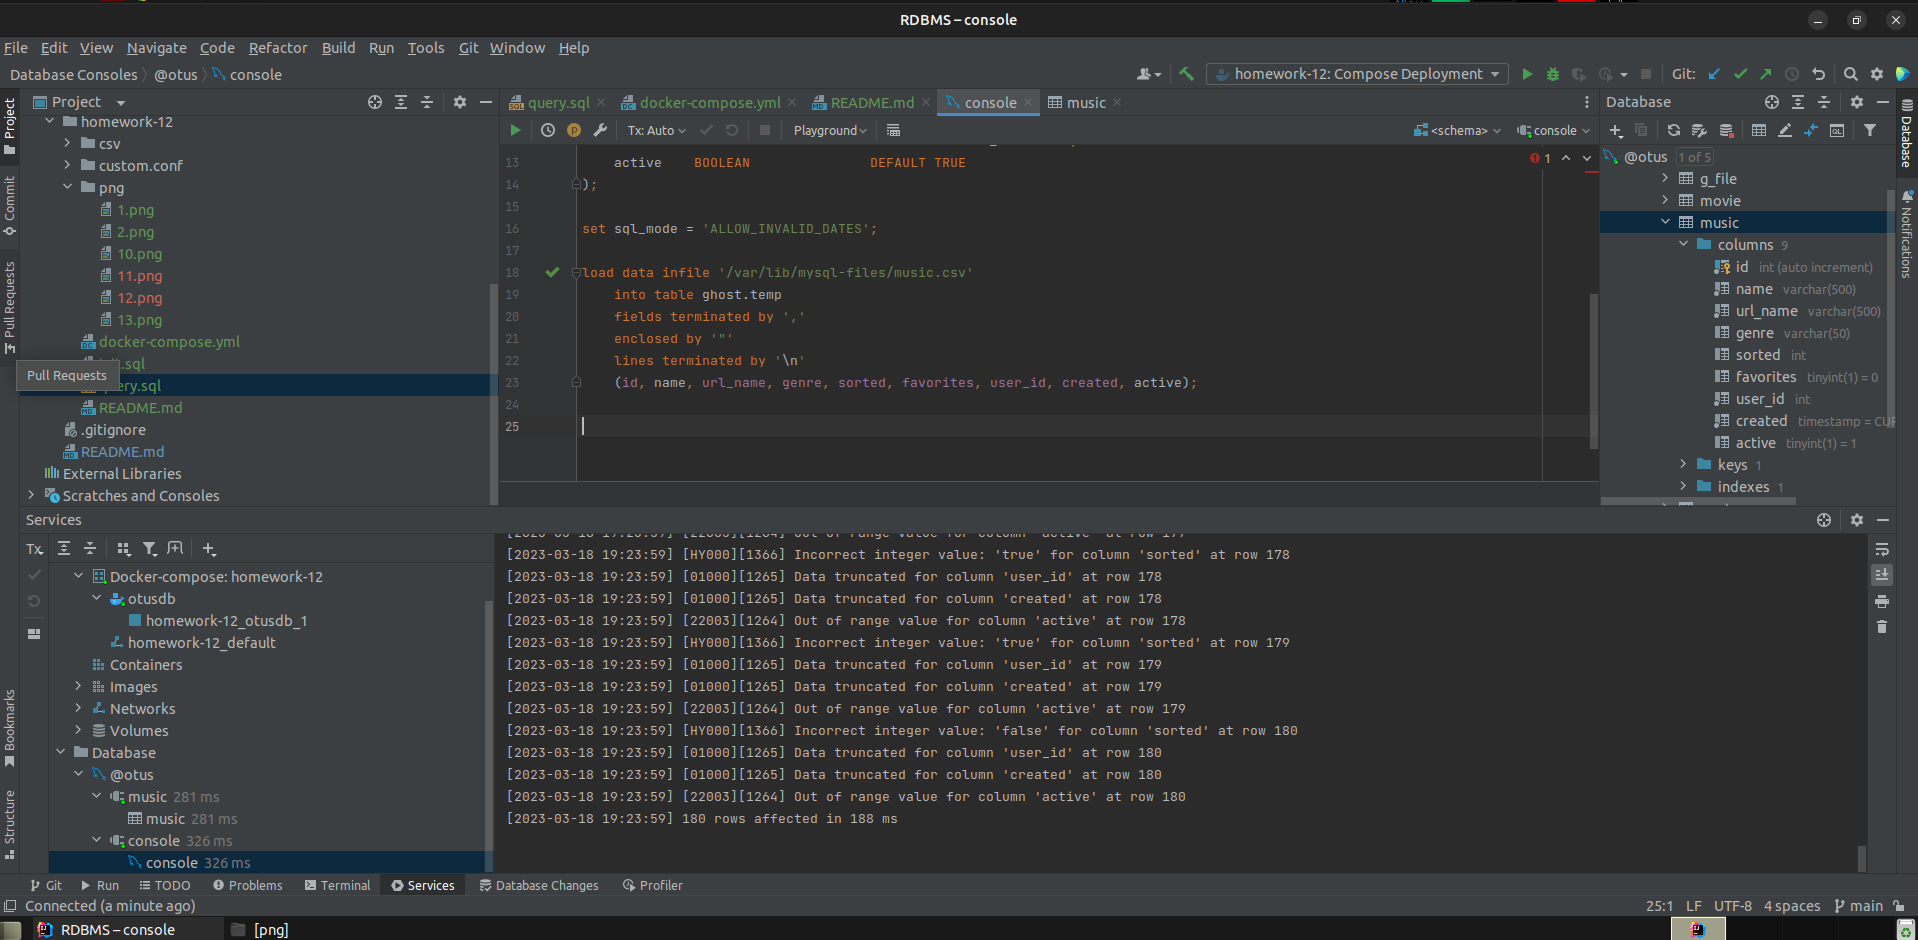 RDBMS – console
File Edit View Navigate Code Refactor Build Run Tools Git Window Help
Database Consoles @otus console
homework-12: Compose Deployment
Git:
Project
query.sql
docker-compose.yml
README.md
console
music
Database
Tx: Auto
Playground
<schema>
console
homework-12
csv
custom.conf
png
1.png
2.png
10.png
11.png
12.png
13.png
docker-compose.yml
.sql
Pull Requests
ery.sql
README.md
.gitignore
README.md
External Libraries
Scratches and Consoles
13 active BOOLEAN DEFAULT TRUE
14 );
15
16 set sql_mode = 'ALLOW_INVALID_DATES';
17
18 load data infile '/var/lib/mysql-files/music.csv'
19 into table ghost.temp
20 fields terminated by ','
21 enclosed by '"'
22 lines terminated by '\n'
23 (id, name, url_name, genre, sorted, favorites, user_id, created, active);
24
25
1
@otus 1 of 5
g_file
movie
music
columns 9
id int (auto increment)
name varchar(500)
url_name varchar(500)
genre varchar(50)
sorted int
favorites tinyint(1) = 0
user_id int
created timestamp = CUR
active tinyint(1) = 1
keys 1
indexes 1
Project
Commit
Pull Requests
Bookmarks
Structure
Database
Notifications
Services
Tx
Docker-compose: homework-12
otusdb
homework-12_otusdb_1
homework-12_default
Containers
Images
Networks
Volumes
Database
@otus
music 281 ms
music 281 ms
console 326 ms
console 326 ms
[2023-03-18 19:23:59] [22003][1264] Out of range value for column 'active' at row 177
[2023-03-18 19:23:59] [HY000][1366] Incorrect integer value: 'true' for column 'sorted' at row 178
[2023-03-18 19:23:59] [01000][1265] Data truncated for column 'user_id' at row 178
[2023-03-18 19:23:59] [01000][1265] Data truncated for column 'created' at row 178
[2023-03-18 19:23:59] [22003][1264] Out of range value for column 'active' at row 178
[2023-03-18 19:23:59] [HY000][1366] Incorrect integer value: 'true' for column 'sorted' at row 179
[2023-03-18 19:23:59] [01000][1265] Data truncated for column 'user_id' at row 179
[2023-03-18 19:23:59] [01000][1265] Data truncated for column 'created' at row 179
[2023-03-18 19:23:59] [22003][1264] Out of range value for column 'active' at row 179
[2023-03-18 19:23:59] [HY000][1366] Incorrect integer value: 'false' for column 'sorted' at row 180
[2023-03-18 19:23:59] [01000][1265] Data truncated for column 'user_id' at row 180
[2023-03-18 19:23:59] [01000][1265] Data truncated for column 'created' at row 180
[2023-03-18 19:23:59] [22003][1264] Out of range value for column 'active' at row 180
[2023-03-18 19:23:59] 180 rows affected in 188 ms
Git Run TODO Problems Terminal Services Database Changes Profiler
Connected (a minute ago)
25:1 LF UTF-8 4 spaces main
RDBMS – console
[png]